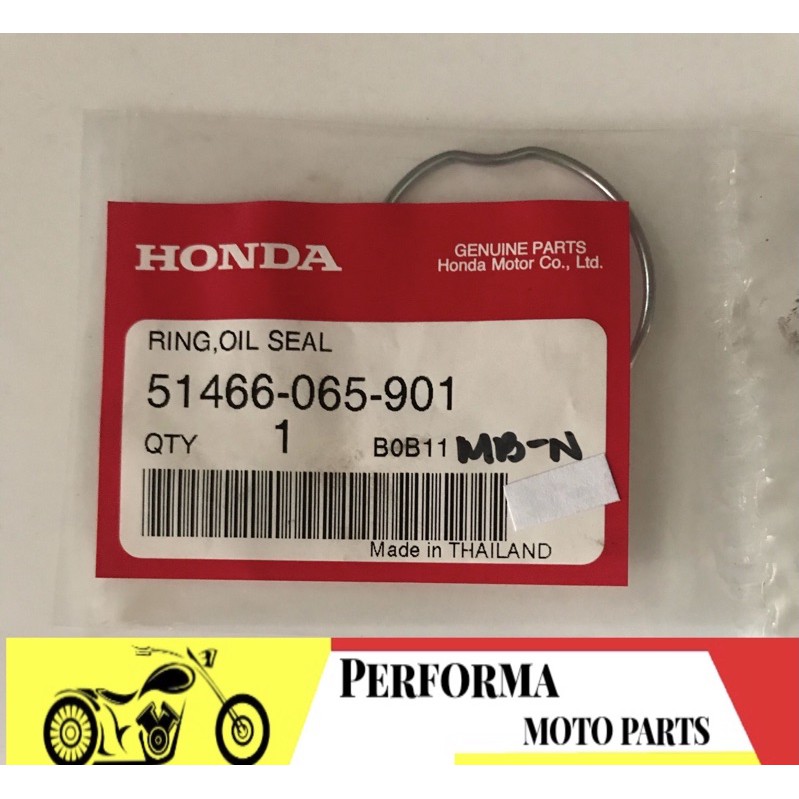 HONDA
GENUINE PARTS
Honda Motor Co., Ltd.
RING,OIL SEAL
51466-065-901
QTY 1 B0B11 MB-N
Made in THAILAND
PERFORMA
MOTO PARTS